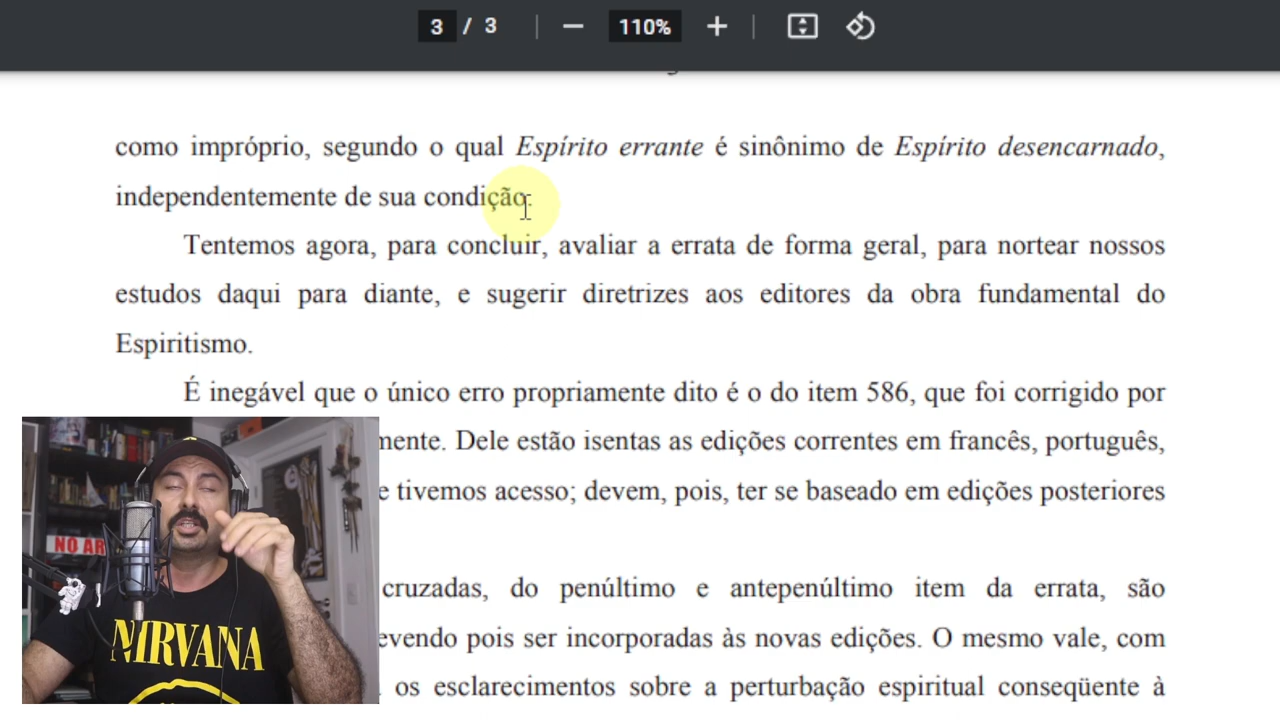 3 / 3 110%
como impróprio, segundo o qual Espírito errante é sinônimo de Espírito desencarnado,
independentemente de sua condição.
Tentemos agora, para concluir, avaliar a errata de forma geral, para nortear nossos
estudos daqui para diante, e sugerir diretrizes aos editores da obra fundamental do
Espiritismo.
É inegável que o único erro propriamente dito é o do item 586, que foi corrigido por
mente. Dele estão isentas as edições correntes em francês, português,
e tivemos acesso; devem, pois, ter se baseado em edições posteriores
cruzadas, do penúltimo e antepenúltimo item da errata, são
evendo pois ser incorporadas às novas edições. O mesmo vale, com
os esclarecimentos sobre a perturbação espiritual conseqüente à
NO AR
NIRVANA